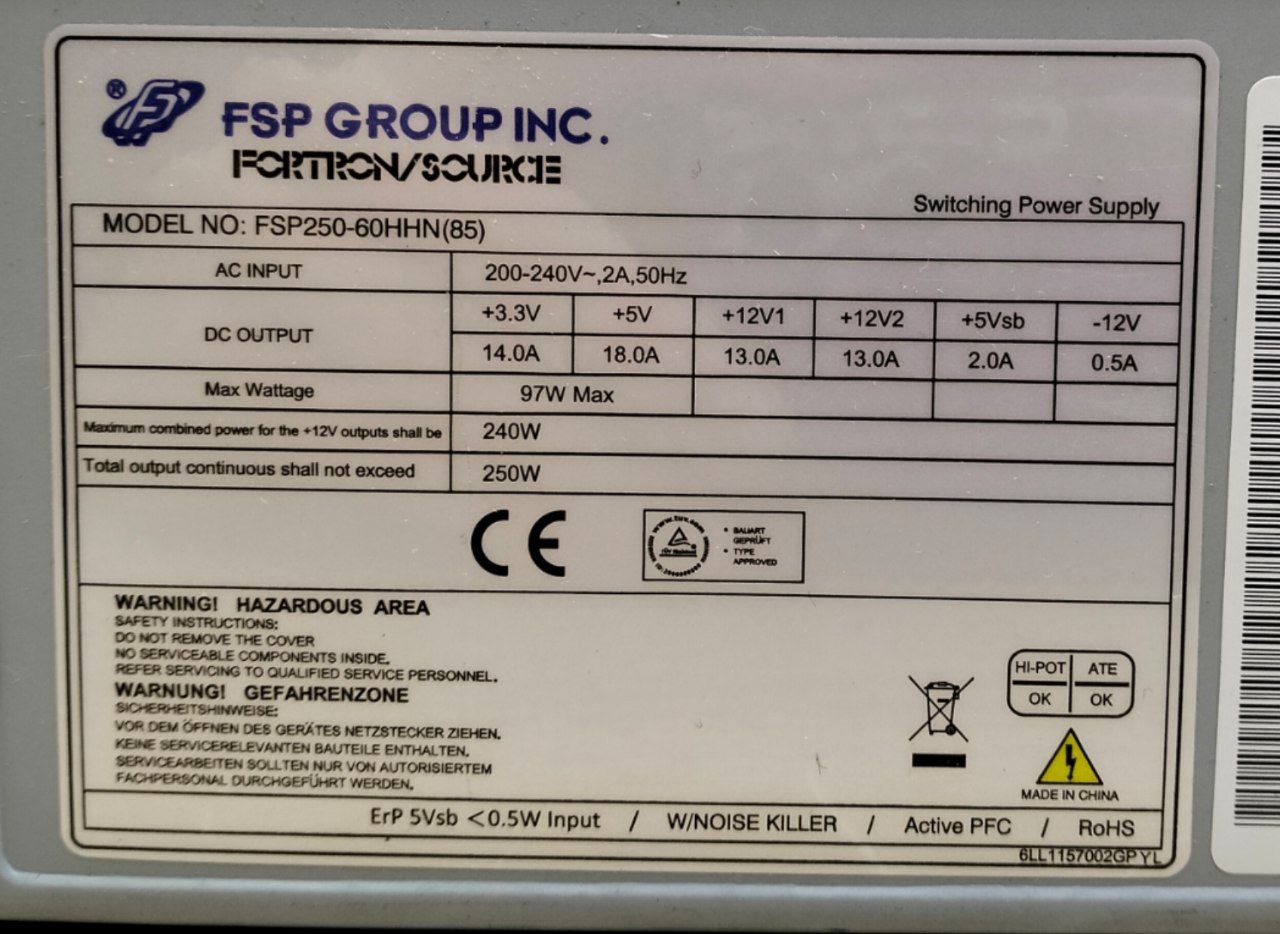 ®
FSP GROUP INC.
FORTRON/SOURCE
Switching Power Supply
MODEL NO: FSP250-60HHN(85)
AC INPUT 200-240V~,2A,50Hz
DC OUTPUT +3.3V +5V +12V1 +12V2 +5Vsb -12V
14.0A 18.0A 13.0A 13.0A 2.0A 0.5A
Max Wattage 97W Max
Maximum combined power for the +12V outputs shall be 240W
Total output continuous shall not exceed 250W
CE
www.tuv.com
TÜV Rheinland
• BAUART
GEPRÜFT
• TYPE
APPROVED
WARNING! HAZARDOUS AREA
SAFETY INSTRUCTIONS:
DO NOT REMOVE THE COVER
NO SERVICEABLE COMPONENTS INSIDE.
REFER SERVICING TO QUALIFIED SERVICE PERSONNEL.
WARNUNG! GEFAHRENZONE
SICHERHEITSHINWEISE:
VOR DEM ÖFFNEN DES GERÄTES NETZSTECKER ZIEHEN.
KEINE SERVICERELEVANTEN BAUTEILE ENTHALTEN.
SERVICEARBEITEN SOLLTEN NUR VON AUTORISIERTEM
FACHPERSONAL DURCHGEFÜHRT WERDEN.
HI-POT ATE
OK OK
MADE IN CHINA
ErP 5Vsb <0.5W Input / W/NOISE KILLER / Active PFC / RoHS
6LL1157002GP YL